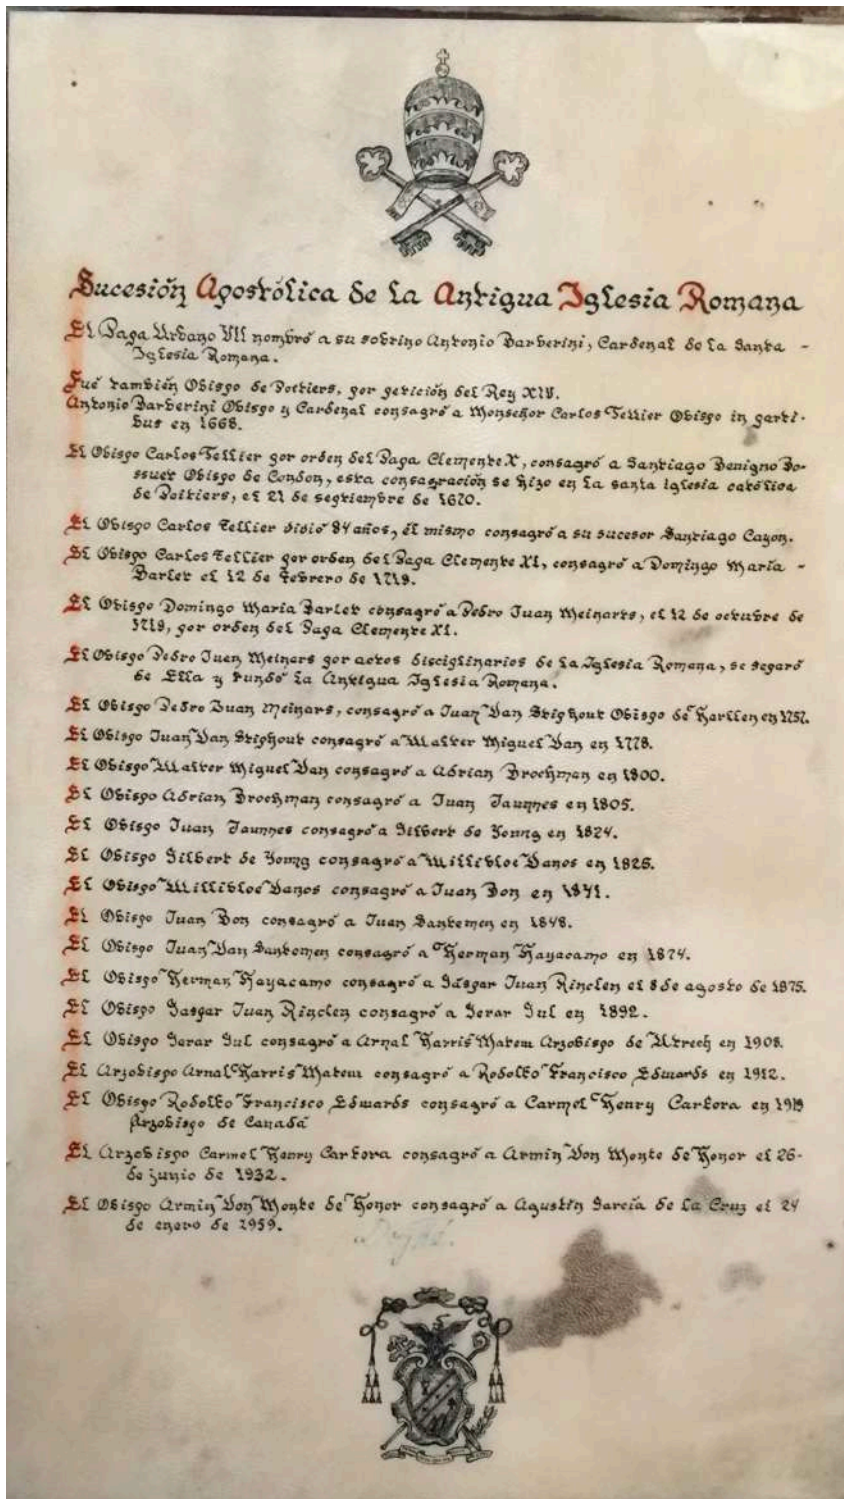 Sucesión Apostólica de la Antigua Iglesia Romana
El Papa Urbano VII nombró a su sobrino Antonio Barberini, Cardenal de la Santa -
Iglesia Romana.
Fué también Obispo de Poitiers, por petición del Rey XIV.
Antonio Barberini Obispo y Cardenal consagró a Monseñor Carlos Tellier Obispo in parti-
bus en 1668.
El Obispo Carlos Tellier por orden del Papa Clemente X, consagró a Santiago Benigno Bo-
ssuet Obispo de Condon, esta consagración se hizo en la santa iglesia católica
de Poitiers, el 21 de septiembre de 1670.
El Obispo Carlos Tellier vivió 84 años, él mismo consagró a su sucesor Santiago Cayon.
El Obispo Carlos Tellier por orden del Papa Clemente XI, consagró a Domingo María -
Barlet el 12 de febrero de 1719.
El Obispo Domingo María Barlet consagró a Pedro Juan Meinarts, el 12 de octubre de
1719, por orden del Papa Clemente XI.
El Obispo Pedro Juan Meinars por actos disciplinarios de la Iglesia Romana, se separó
de Ella y fundó la Antigua Iglesia Romana.
El Obispo Pedro Juan Meinars, consagró a Juan Van Stiphout Obispo de Harllen en 1757.
El Obispo Juan Van Stiphout consagró a Walter Miguel Van en 1778.
El Obispo Walter Miguel Van consagró a Adrian Brochman en 1800.
El Obispo Adrian Brochman consagró a Juan Jaunnes en 1805.
El Obispo Juan Jaunnes consagró a Gilbert de Young en 1824.
El Obispo Gilbert de Young consagró a Willibloe Vanos en 1826.
El Obispo Willibloe Vanos consagró a Juan Bon en 1841.
El Obispo Juan Bon consagró a Juan Santemen en 1848.
El Obispo Juan Van Santemen consagró a Herman Hayacamo en 1874.
El Obispo Herman Hayacamo consagró a Gáspar Juan Rinclen el 8 de agosto de 1875.
El Obispo Gaspar Juan Rinclen consagró a Gerar Gul en 1892.
El Obispo Gerar Gul consagró a Arnal Harris Mateiu Arzobispo de Utrech en 1908.
El Arzobispo Arnal Harris Mateiu consagró a Rodolfo Francisco Edwards en 1912.
El Obispo Rodolfo Francisco Edwards consagró a Carmel Henry Carfora en 1919
Arzobispo de Canadá
El Arzobispo Carmel Henry Carfora consagró a Armin Von Monte de Honor el 26-
de junio de 1932.
El Obispo Armin Von Monte de Honor consagró a Agustín García de la Cruz el 24
de enero de 1959.